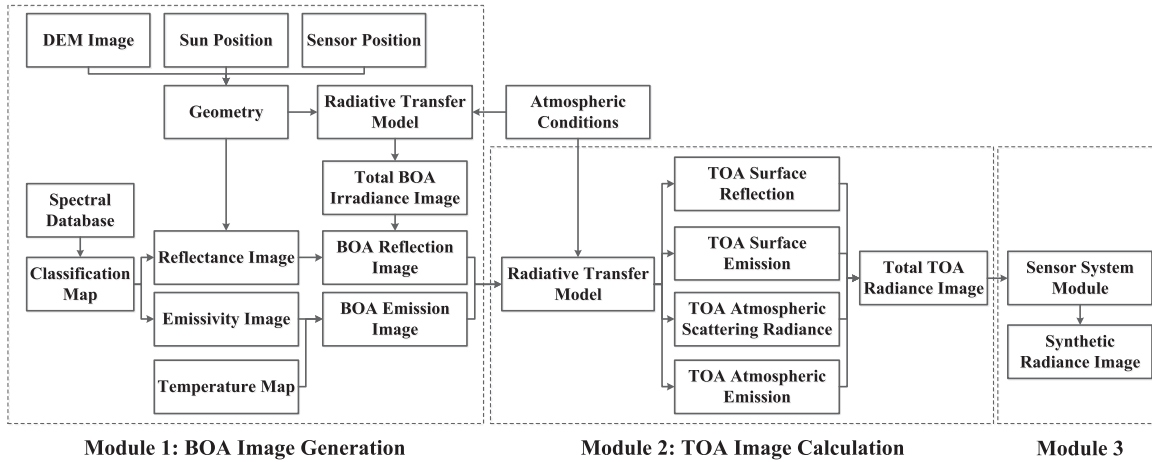 DEM Image
Sun Position
Sensor Position
Geometry
Radiative Transfer
Model
Atmospheric
Conditions
Total BOA
Irradiance Image
Spectral
Database
Classification
Map
Reflectance Image
BOA Reflection
Image
Emissivity Image
BOA Emission
Image
Temperature Map
Radiative Transfer
Model
TOA Surface
Reflection
TOA Surface
Emission
TOA Atmospheric
Scattering Radiance
TOA Atmospheric
Emission
Total TOA
Radiance Image
Sensor System
Module
Synthetic
Radiance Image
Module 1: BOA Image Generation
Module 2: TOA Image Calculation
Module 3